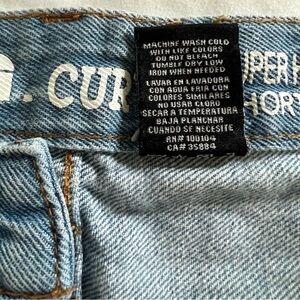 CUR
MACHINE WASH COLD
WITH LIKE COLORS
DO NOT BLEACH
TUMBLE DRY LOW
IRON WHEN NEEDED
LAVAR EN LAVADORA
CON AGUA FRIA CON
COLORES SIMILARES
NO USAR CLORO
SECAR A TEMPERATURA
BAJA PLANCHAR
CUANDO SE NECESITE
RN# 100104
CA# 35884